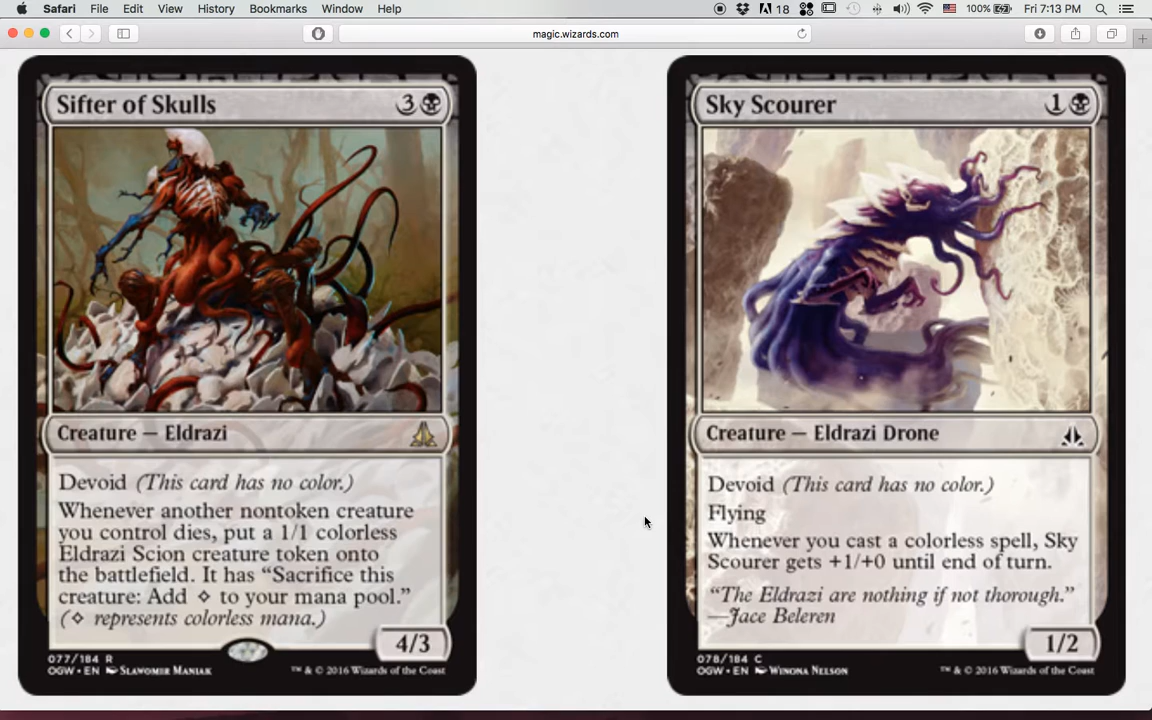 Safari File Edit View History Bookmarks Window Help 18 100% Fri 7:13 PM
magic.wizards.com
Sifter of Skulls 3
Creature — Eldrazi
Devoid (This card has no color.)
Whenever another nontoken creature
you control dies, put a 1/1 colorless
Eldrazi Scion creature token onto
the battlefield. It has “Sacrifice this
creature: Add ◇ to your mana pool.”
(◇ represents colorless mana.)
4/3
077/184 R
OGW • EN Slawomir Maniak
™ & © 2016 Wizards of the Coast
Sky Scourer 1
Creature — Eldrazi Drone
Devoid (This card has no color.)
Flying
Whenever you cast a colorless spell, Sky
Scourer gets +1/+0 until end of turn.
“The Eldrazi are nothing if not thorough.”
—Jace Beleren
1/2
078/184 C
OGW • EN Winona Nelson
™ & © 2016 Wizards of the Coast